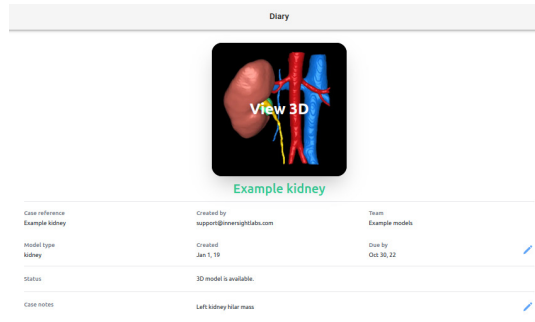 Diary
View 3D
Example kidney
Case reference Created by Team
Example kidney support@innersightlabs.com Example models
Model type Created Due by
kidney Jan 1, 19 Oct 30, 22
Status 3D model is available.
Case notes Left kidney hilar mass